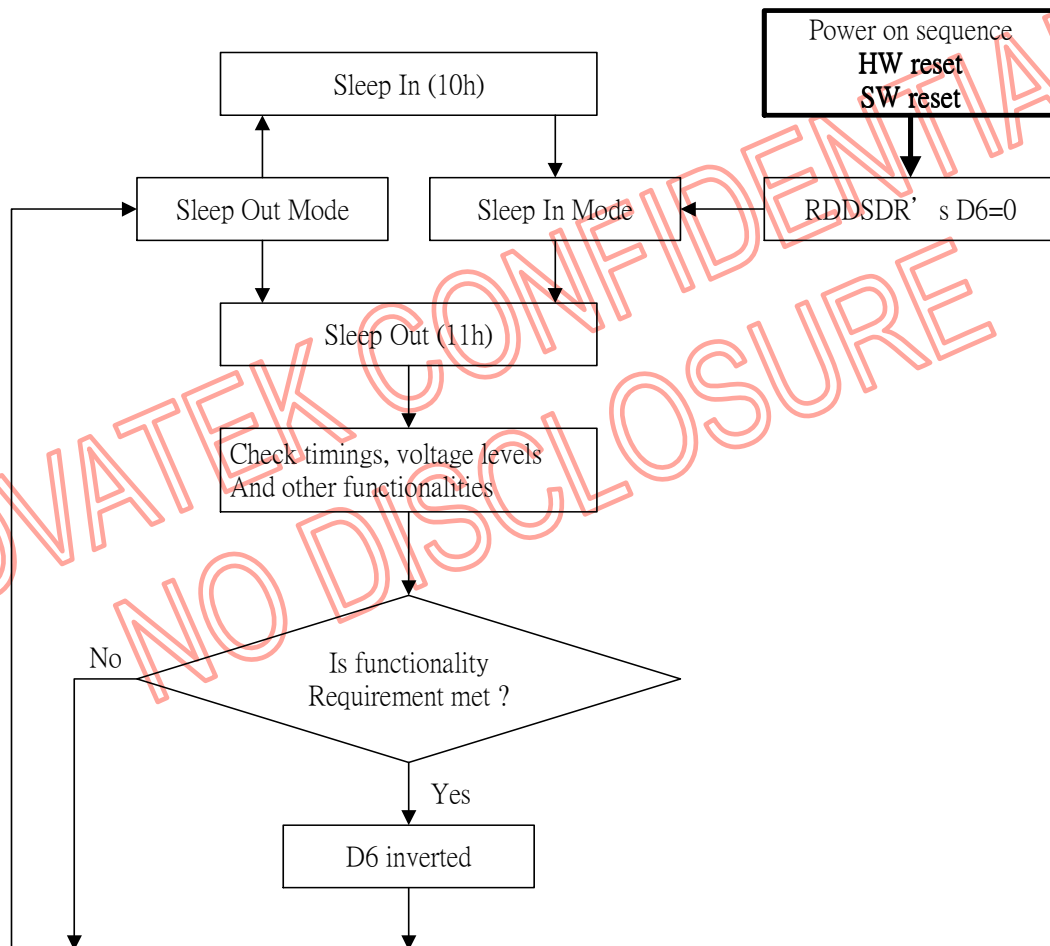 Power on sequence
HW reset
SW reset
Sleep In (10h)
Sleep Out Mode
Sleep In Mode
RDDSDR’ s D6=0
Sleep Out (11h)
Check timings, voltage levels
And other functionalities
Is functionality
Requirement met ?
No
Yes
D6 inverted
OVATEK CONFIDENTIA
NO DISCLOSURE